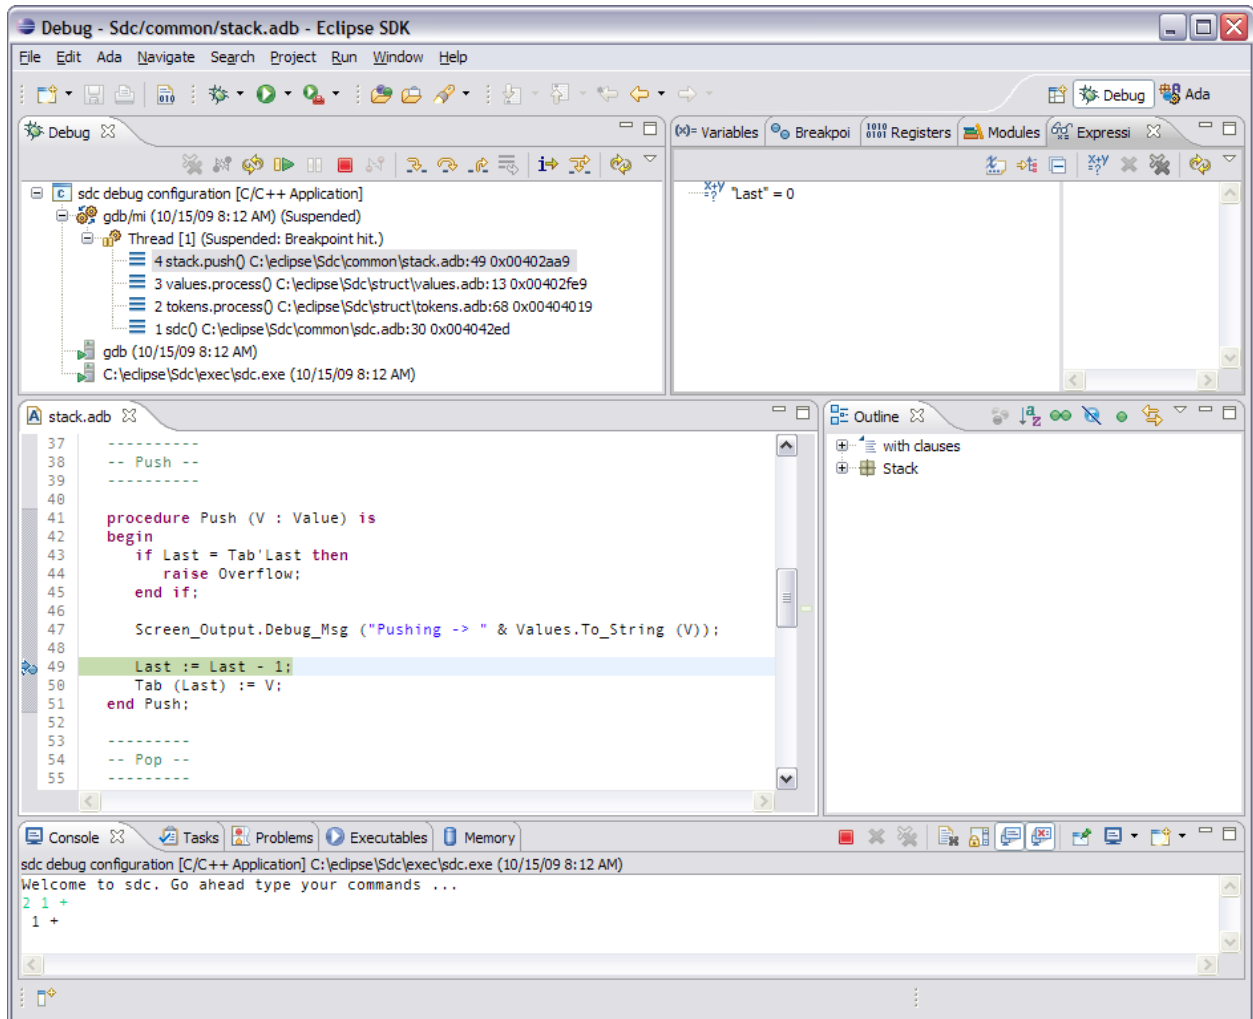 Debug - Sdc/common/stack.adb - Eclipse SDK
File Edit Ada Navigate Search Project Run Window Help
Debug Ada
Debug
(x)= Variables Breakpoi Registers Modules Expressi
sdc debug configuration [C/C++ Application]
gdb/mi (10/15/09 8:12 AM) (Suspended)
Thread [1] (Suspended: Breakpoint hit.)
4 stack.push() C:\eclipse\Sdc\common\stack.adb:49 0x00402aa9
3 values.process() C:\eclipse\Sdc\struct\values.adb:13 0x00402fe9
2 tokens.process() C:\eclipse\Sdc\struct\tokens.adb:68 0x00404019
1 sdc() C:\eclipse\Sdc\common\sdc.adb:30 0x004042ed
gdb (10/15/09 8:12 AM)
C:\eclipse\Sdc\exec\sdc.exe (10/15/09 8:12 AM)
"Last" = 0
stack.adb
37 ----------
38 -- Push --
39 ----------
40
41 procedure Push (V : Value) is
42 begin
43 if Last = Tab'Last then
44 raise Overflow;
45 end if;
46
47 Screen_Output.Debug_Msg ("Pushing -> " & Values.To_String (V));
48
49 Last := Last - 1;
50 Tab (Last) := V;
51 end Push;
52
53 ---------
54 -- Pop --
55 ---------
Outline
with clauses
Stack
Console Tasks Problems Executables Memory
sdc debug configuration [C/C++ Application] C:\eclipse\Sdc\exec\sdc.exe (10/15/09 8:12 AM)
Welcome to sdc. Go ahead type your commands ...
2 1 +
1 +